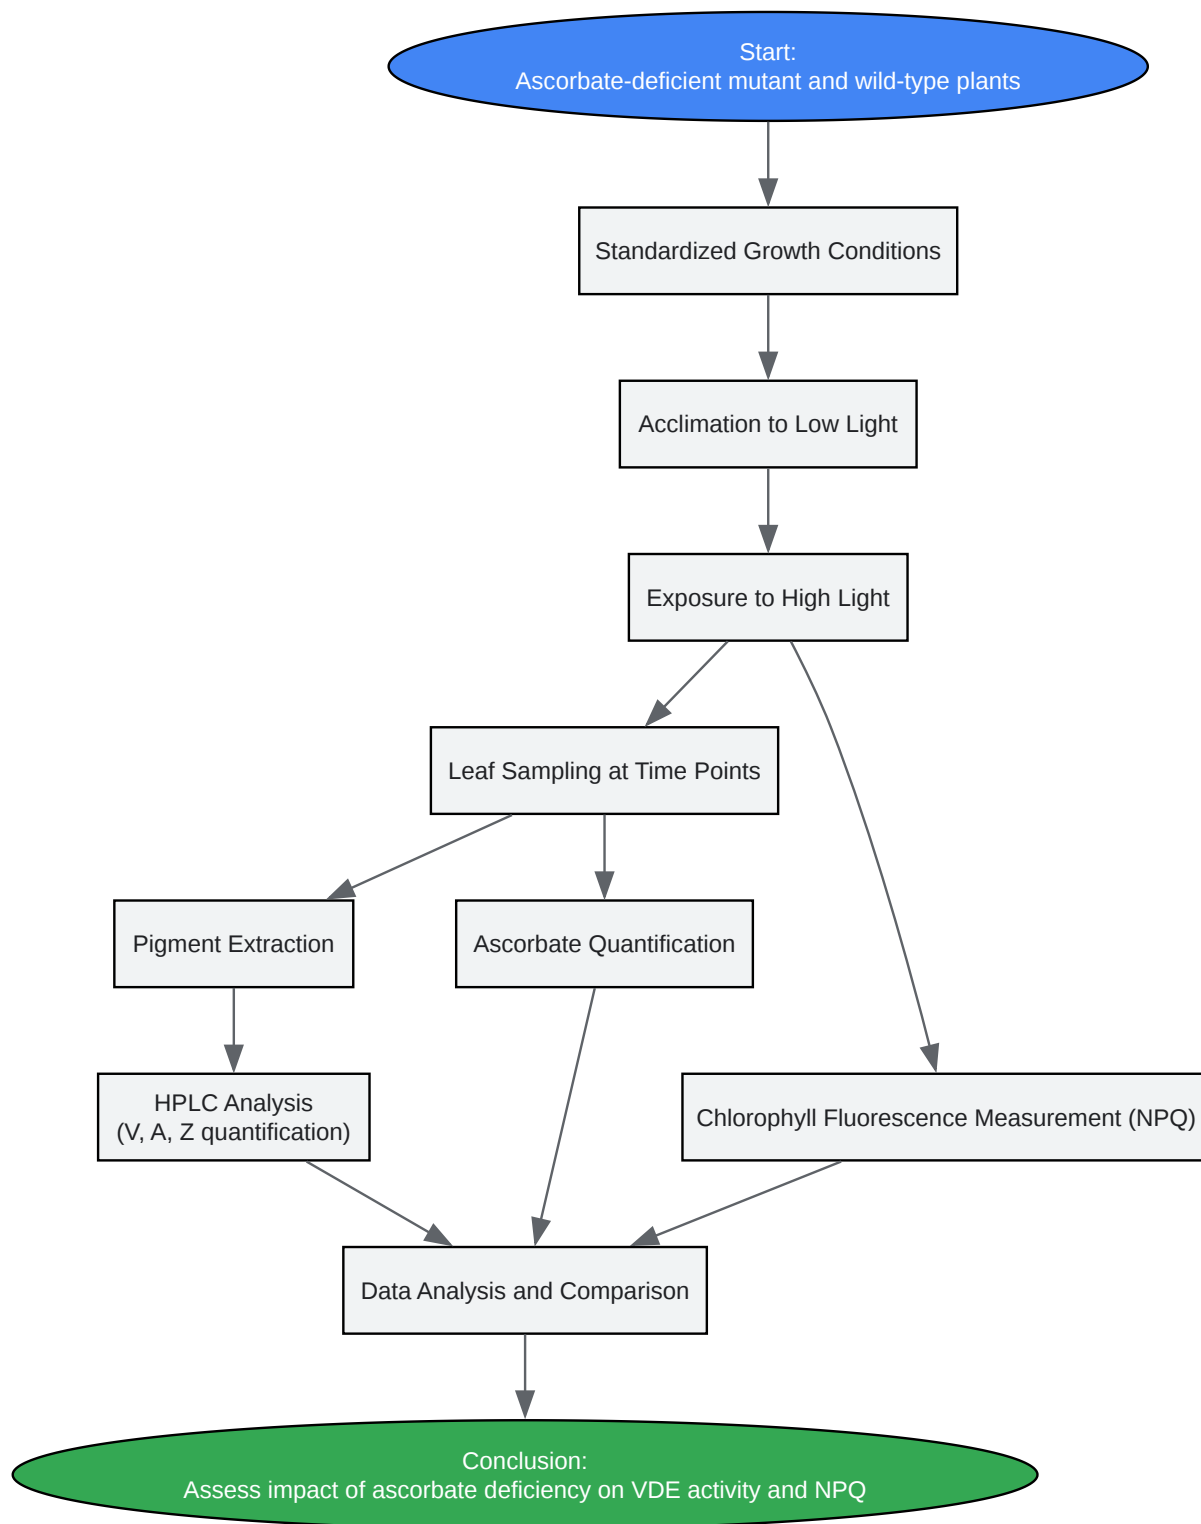 Start:
Ascorbate-deficient mutant and wild-type plants
Standardized Growth Conditions
Acclimation to Low Light
Exposure to High Light
Leaf Sampling at Time Points
Pigment Extraction
Ascorbate Quantification
HPLC Analysis
(V, A, Z quantification)
Chlorophyll Fluorescence Measurement (NPQ)
Data Analysis and Comparison
Conclusion:
Assess impact of ascorbate deficiency on VDE activity and NPQ